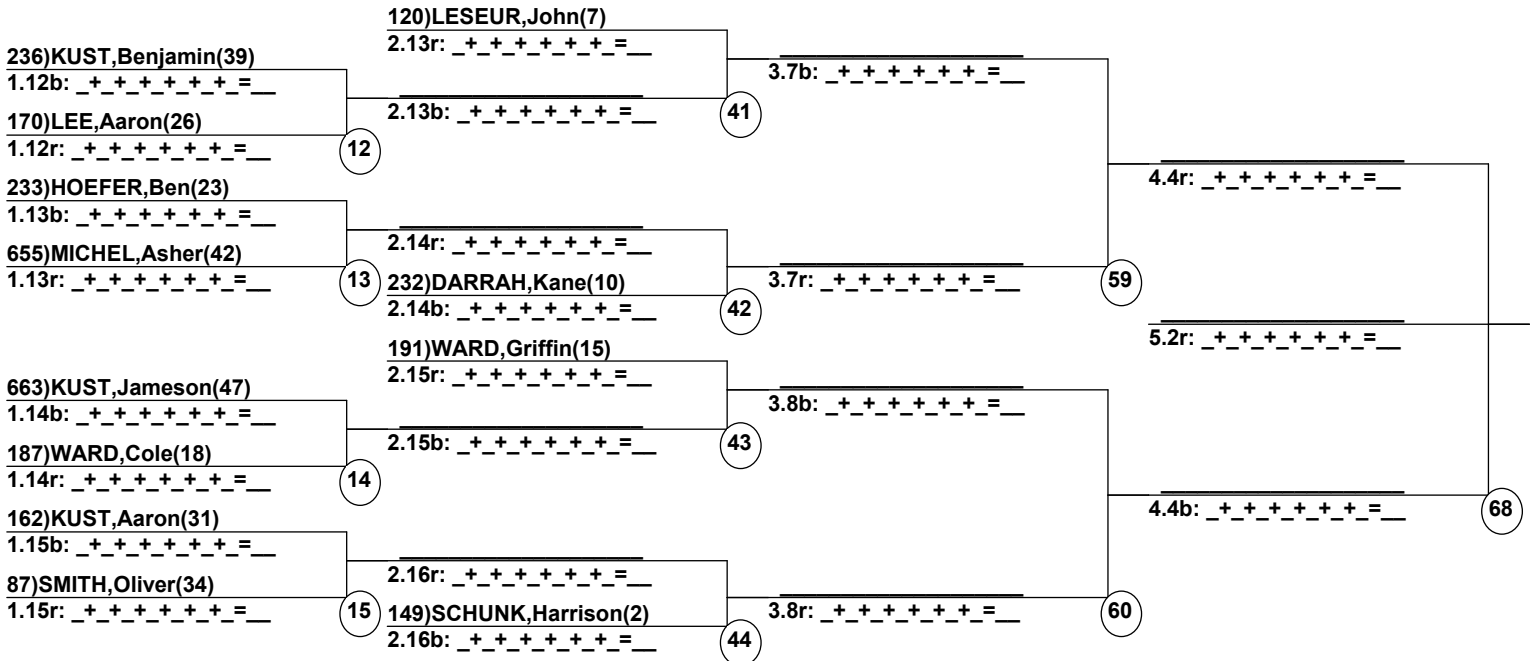 120)LESEUR,John(7)
2.13r: _+_+_+_+_+_=__
236)KUST,Benjamin(39)
1.12b: _+_+_+_+_+_=__
2.13b: _+_+_+_+_+_=__
41
170)LEE,Aaron(26)
1.12r: _+_+_+_+_+_=__
12
3.7b: _+_+_+_+_+_=__
233)HOEFER,Ben(23)
1.13b: _+_+_+_+_+_=__
2.14r: _+_+_+_+_+_=__
655)MICHEL,Asher(42)
1.13r: _+_+_+_+_+_=__
13
232)DARRAH,Kane(10)
2.14b: _+_+_+_+_+_=__
42
3.7r: _+_+_+_+_+_=__
59
4.4r: _+_+_+_+_+_=__
5.2r: _+_+_+_+_+_=__
191)WARD,Griffin(15)
2.15r: _+_+_+_+_+_=__
663)KUST,Jameson(47)
1.14b: _+_+_+_+_+_=__
2.15b: _+_+_+_+_+_=__
43
187)WARD,Cole(18)
1.14r: _+_+_+_+_+_=__
14
3.8b: _+_+_+_+_+_=__
162)KUST,Aaron(31)
1.15b: _+_+_+_+_+_=__
2.16r: _+_+_+_+_+_=__
87)SMITH,Oliver(34)
1.15r: _+_+_+_+_+_=__
15
149)SCHUNK,Harrison(2)
2.16b: _+_+_+_+_+_=__
44
3.8r: _+_+_+_+_+_=__
60
4.4b: _+_+_+_+_+_=__
68